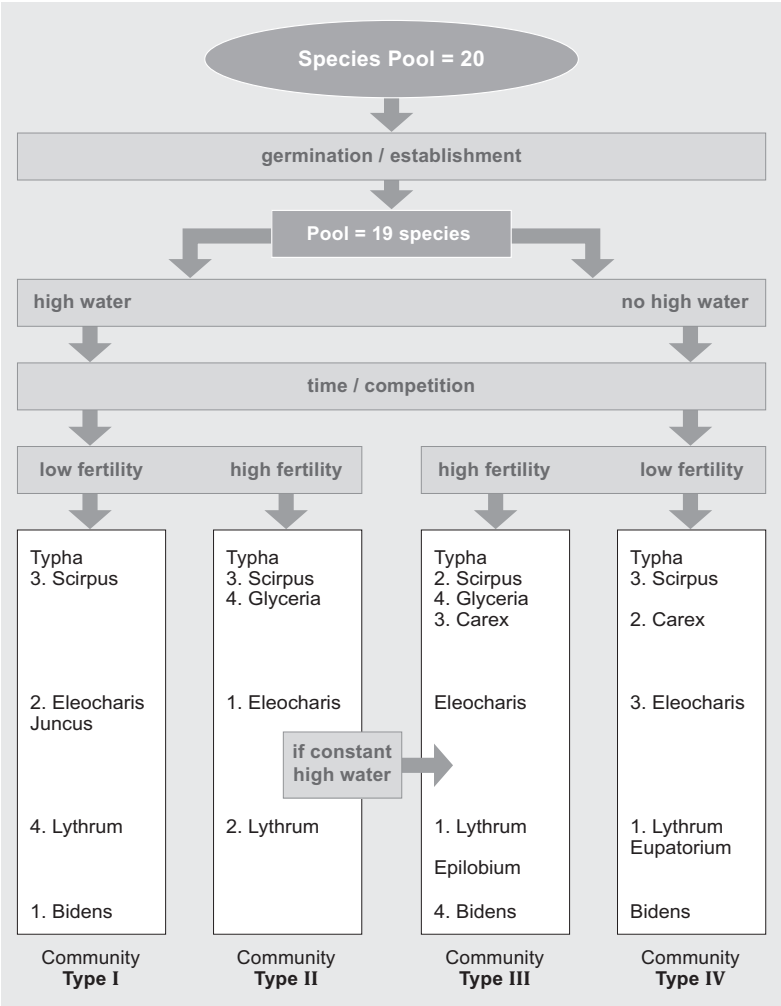 Species Pool = 20
germination / establishment
Pool = 19 species
high water
no high water
time / competition
low fertility
high fertility
high fertility
low fertility
Typha
3. Scirpus
2. Eleocharis
Juncus
4. Lythrum
1. Bidens
Community
Type I
Typha
3. Scirpus
4. Glyceria
1. Eleocharis
2. Lythrum
Community
Type II
if constant
high water
Typha
2. Scirpus
4. Glyceria
3. Carex
Eleocharis
1. Lythrum
Epilobium
4. Bidens
Community
Type III
Typha
3. Scirpus
2. Carex
3. Eleocharis
1. Lythrum
Eupatorium
Bidens
Community
Type IV